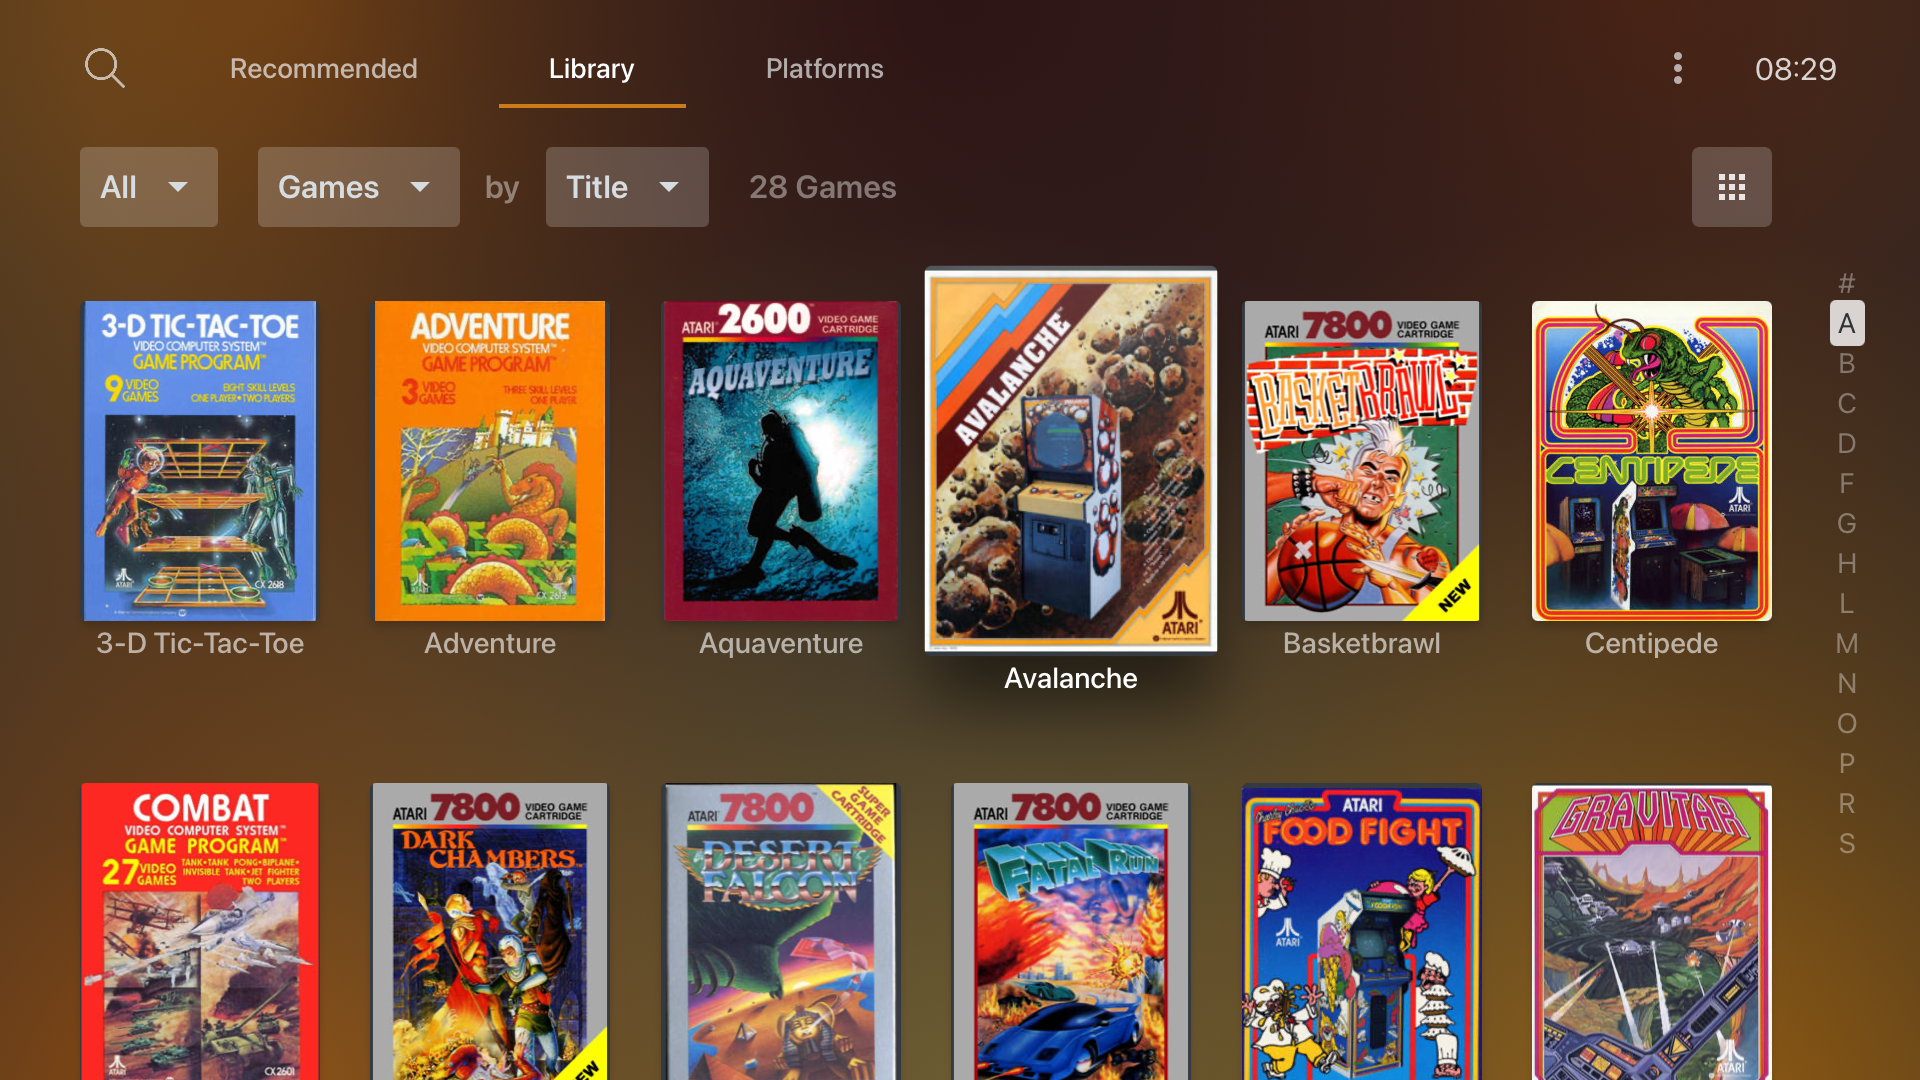 Recommended
Library
Platforms
08:29
All
Games
by
Title
28 Games
#
A
B
C
D
F
G
H
L
M
N
O
P
R
S
3-D TIC-TAC-TOE
VIDEO COMPUTER SYSTEM™
GAME PROGRAM™
9 VIDEO GAMES
EIGHT SKILL LEVELS
ONE PLAYER•TWO PLAYERS
ATARI
CX 2618
3-D Tic-Tac-Toe
ADVENTURE
VIDEO COMPUTER SYSTEM™
GAME PROGRAM™
3 VIDEO GAMES
THREE SKILL LEVELS
ONE PLAYER
ATARI
CX 2613
Adventure
ATARI 2600™ VIDEO GAME CARTRIDGE
AQUAVENTURE
Aquaventure
AVALANCHE™
ATARI
Avalanche
ATARI 7800 VIDEO GAME CARTRIDGE
BASKETBRAWL
NEW
Basketbrawl
CENTIPEDE
ATARI
Centipede
COMBAT
VIDEO COMPUTER SYSTEM™
GAME PROGRAM™
27 VIDEO GAMES
TANK•TANK PONG•BIPLANE•
INVISIBLE TANK•JET FIGHTER
TWO PLAYERS
ATARI
CX2601
ATARI 7800 VIDEO GAME CARTRIDGE
DARK CHAMBERS™
NEW
ATARI 7800
SUPER GAME CARTRIDGE
DESERT FALCON
ATARI 7800 VIDEO GAME CARTRIDGE
FATAL RUN
ATARI
FOOD FIGHT
ATARI
GRAVITAR
ATARI